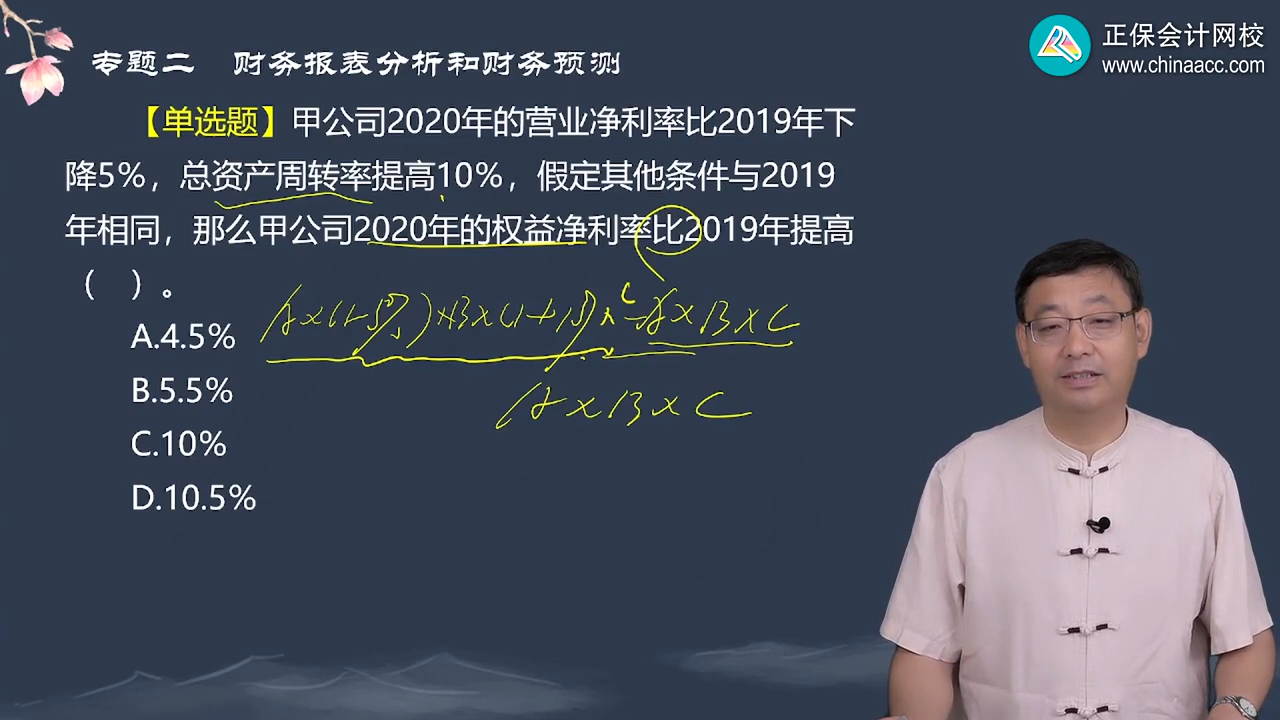 正保会计网校
www.chinaacc.com
专题二 财务报表分析和财务预测
【单选题】甲公司2020年的营业净利率比2019年下
降5%，总资产周转率提高10%，假定其他条件与2019
年相同，那么甲公司2020年的权益净利率比2019年提高
（ ）。
A×(1-5%)×B×(1+10%)×C-A×B×C
A.4.5%
B.5.5%
A×B×C
C.10%
D.10.5%